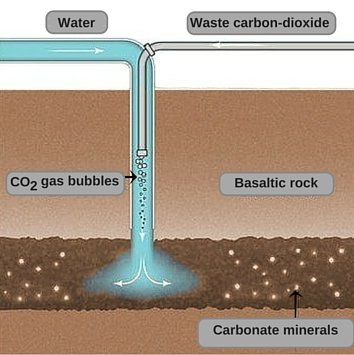 Water
Waste carbon-dioxide
CO₂ gas bubbles
Basaltic rock
Carbonate minerals